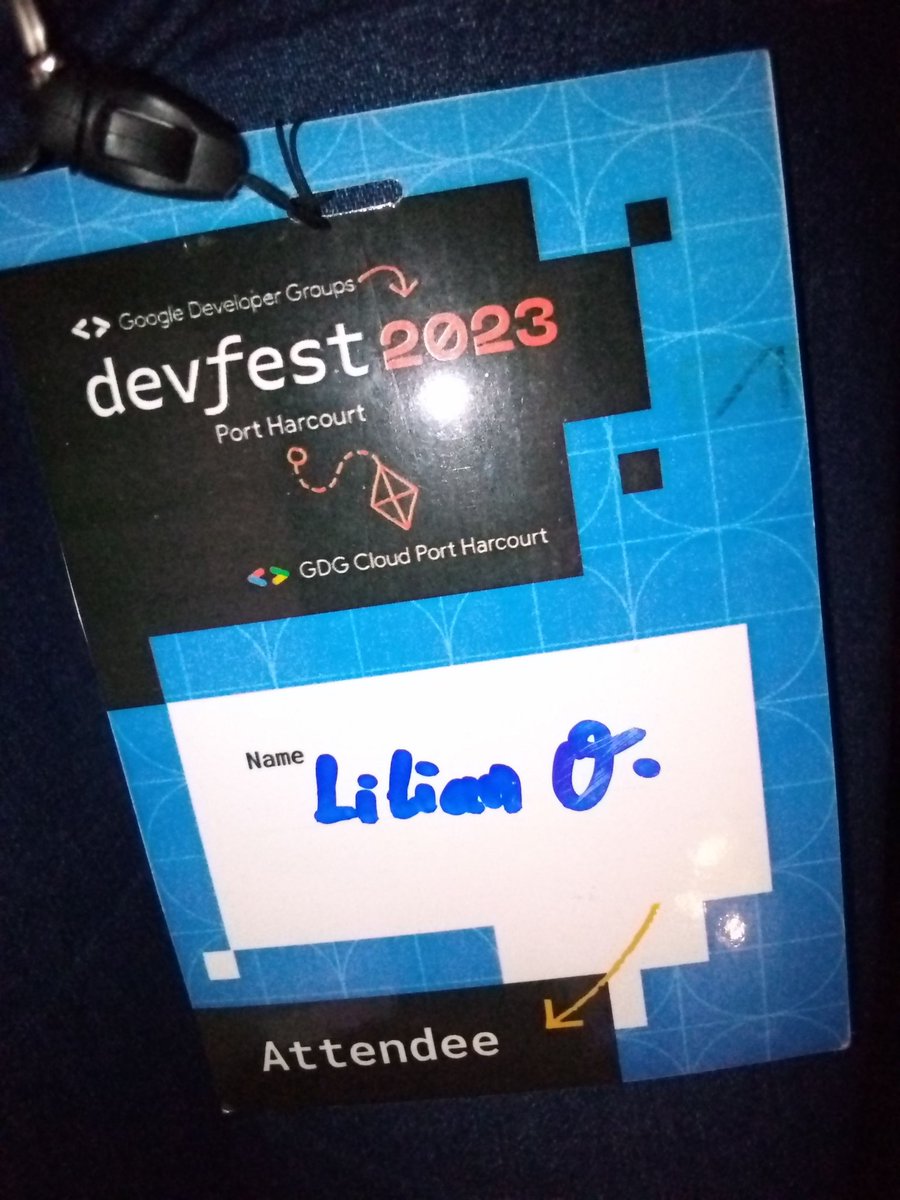 <> Google Developer Groups
devfest 2023
Port Harcourt
GDG Cloud Port Harcourt
Name Lilian O.
Attendee